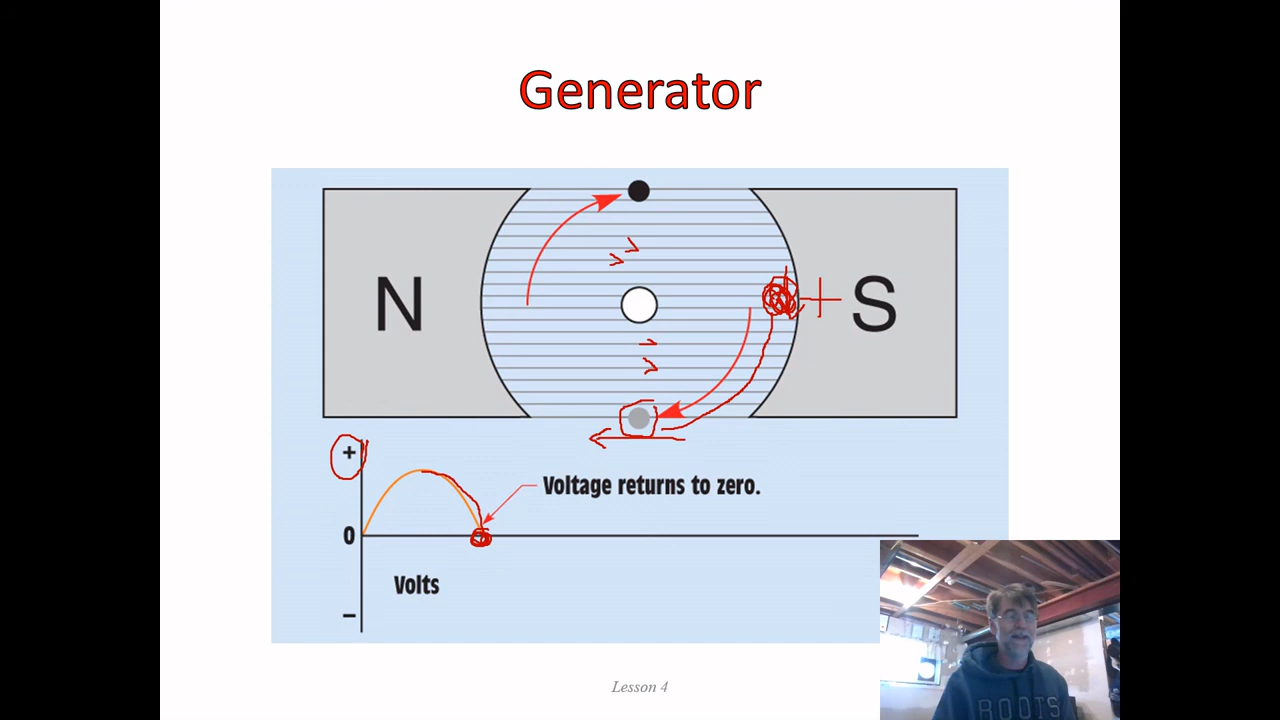 Generator
N
S
+
+
Voltage returns to zero.
0
Volts
–
Lesson 4
ROOTS